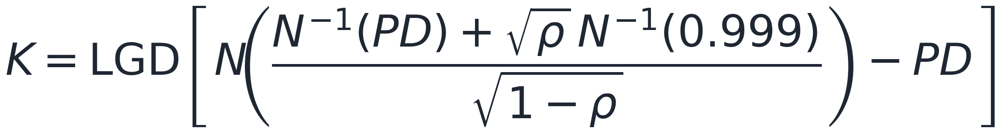 K = LGD [ N( (N⁻¹(PD) + √ρ N⁻¹(0.999)) / √(1 − ρ) ) − PD ]